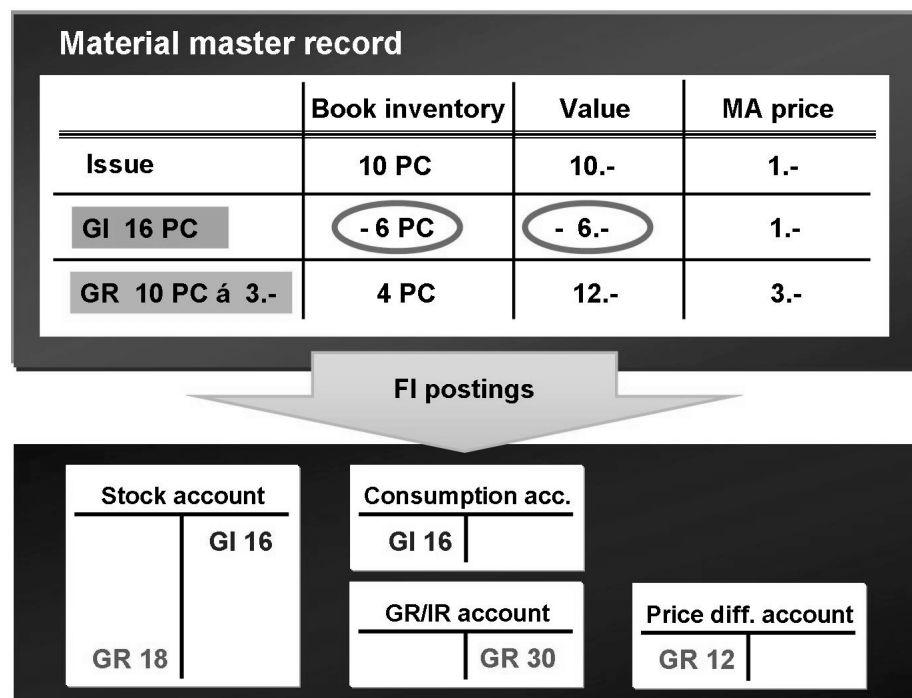 Material master record
Book inventory Value MA price
Issue 10 PC 10.- 1.-
GI 16 PC - 6 PC - 6.- 1.-
GR 10 PC á 3.- 4 PC 12.- 3.-
FI postings
Stock account
GI 16
GR 18
Consumption acc.
GI 16
GR/IR account
GR 30
Price diff. account
GR 12